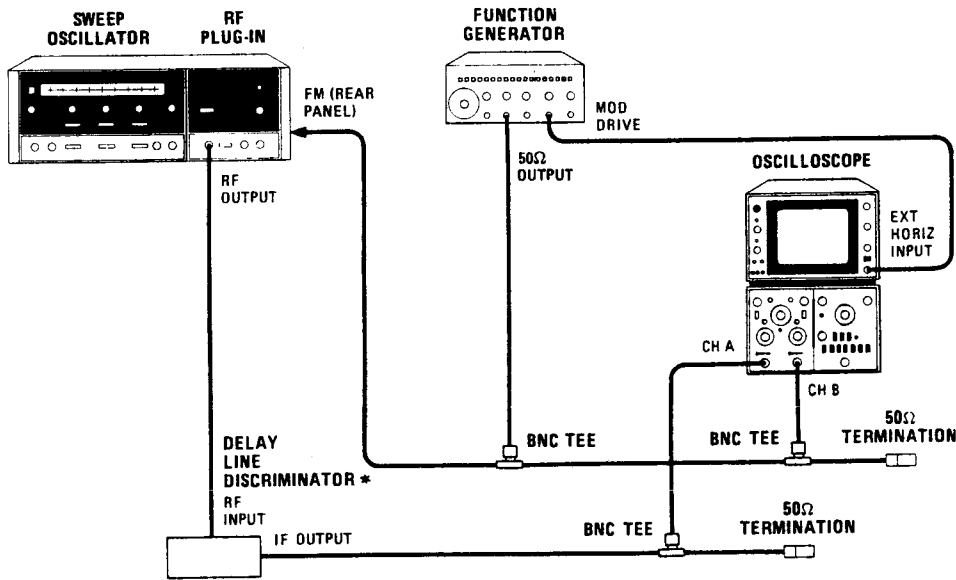 SWEEP
OSCILLATOR
RF
PLUG-IN
FUNCTION
GENERATOR
FM (REAR
PANEL)
MOD
DRIVE
50Ω
OUTPUT
OSCILLOSCOPE
RF
OUTPUT
EXT
HORIZ
INPUT
CH A
CH B
DELAY
LINE
DISCRIMINATOR *
BNC TEE
BNC TEE
50Ω
TERMINATION
RF
INPUT
IF OUTPUT
BNC TEE
50Ω
TERMINATION